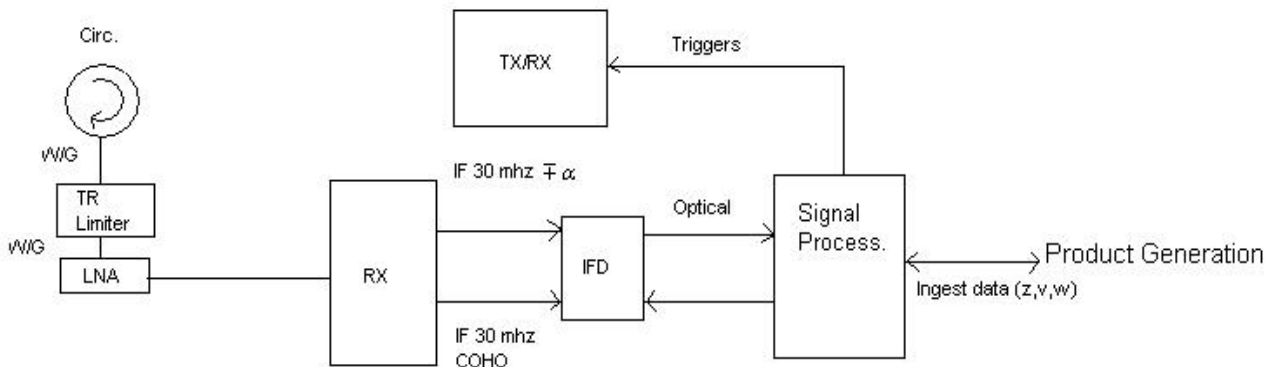 Circ.
W/G
TR
Limiter
W/G
LNA
RX
IF 30 mhz ∓ α
IF 30 mhz
COHO
IFD
TX/RX
Triggers
Optical
Signal
Process.
Product Generation
Ingest data (z,v,w)